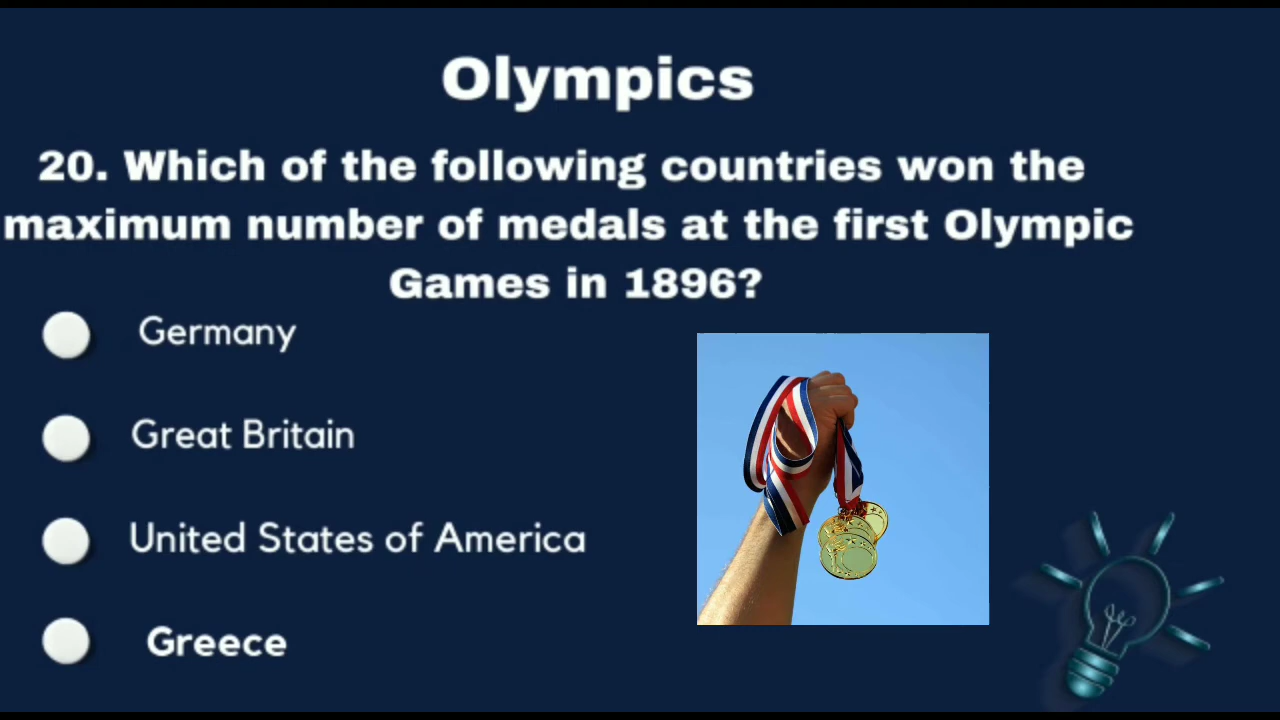 Olympics
20. Which of the following countries won the
maximum number of medals at the first Olympic
Games in 1896?
Germany
Great Britain
United States of America
Greece